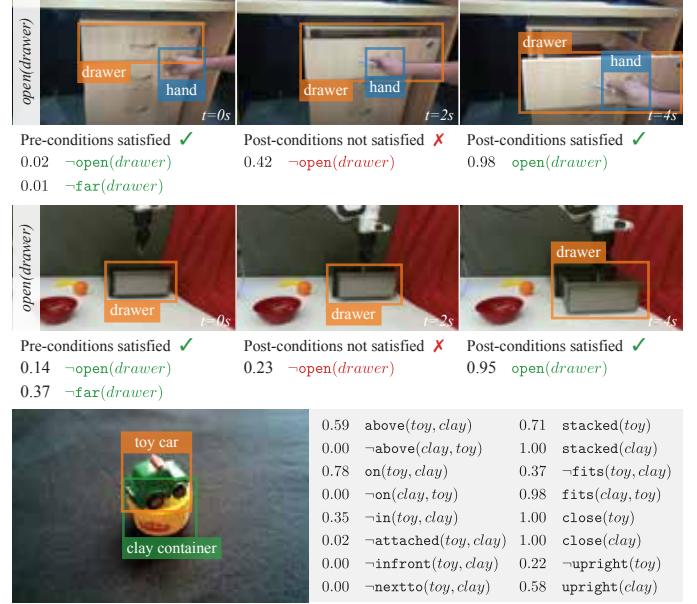 open(drawer)
drawer
hand
t=0s
drawer
hand
t=2s
drawer
hand
t=4s
Pre-conditions satisfied ✓
0.02 ¬open(drawer)
0.01 ¬far(drawer)
Post-conditions not satisfied ✗
0.42 ¬open(drawer)
Post-conditions satisfied ✓
0.98 open(drawer)
open(drawer)
drawer
t=0s
drawer
t=2s
drawer
t=4s
Pre-conditions satisfied ✓
0.14 ¬open(drawer)
0.37 ¬far(drawer)
Post-conditions not satisfied ✗
0.23 ¬open(drawer)
Post-conditions satisfied ✓
0.95 open(drawer)
toy car
clay container
0.59 above(toy, clay) 0.71 stacked(toy)
0.00 ¬above(clay, toy) 1.00 stacked(clay)
0.78 on(toy, clay) 0.37 ¬fits(toy, clay)
0.00 ¬on(clay, toy) 0.98 fits(clay, toy)
0.35 ¬in(toy, clay) 1.00 close(toy)
0.02 ¬attached(toy, clay) 1.00 close(clay)
0.00 ¬infront(toy, clay) 0.22 ¬upright(toy)
0.00 ¬nextto(toy, clay) 0.58 upright(clay)